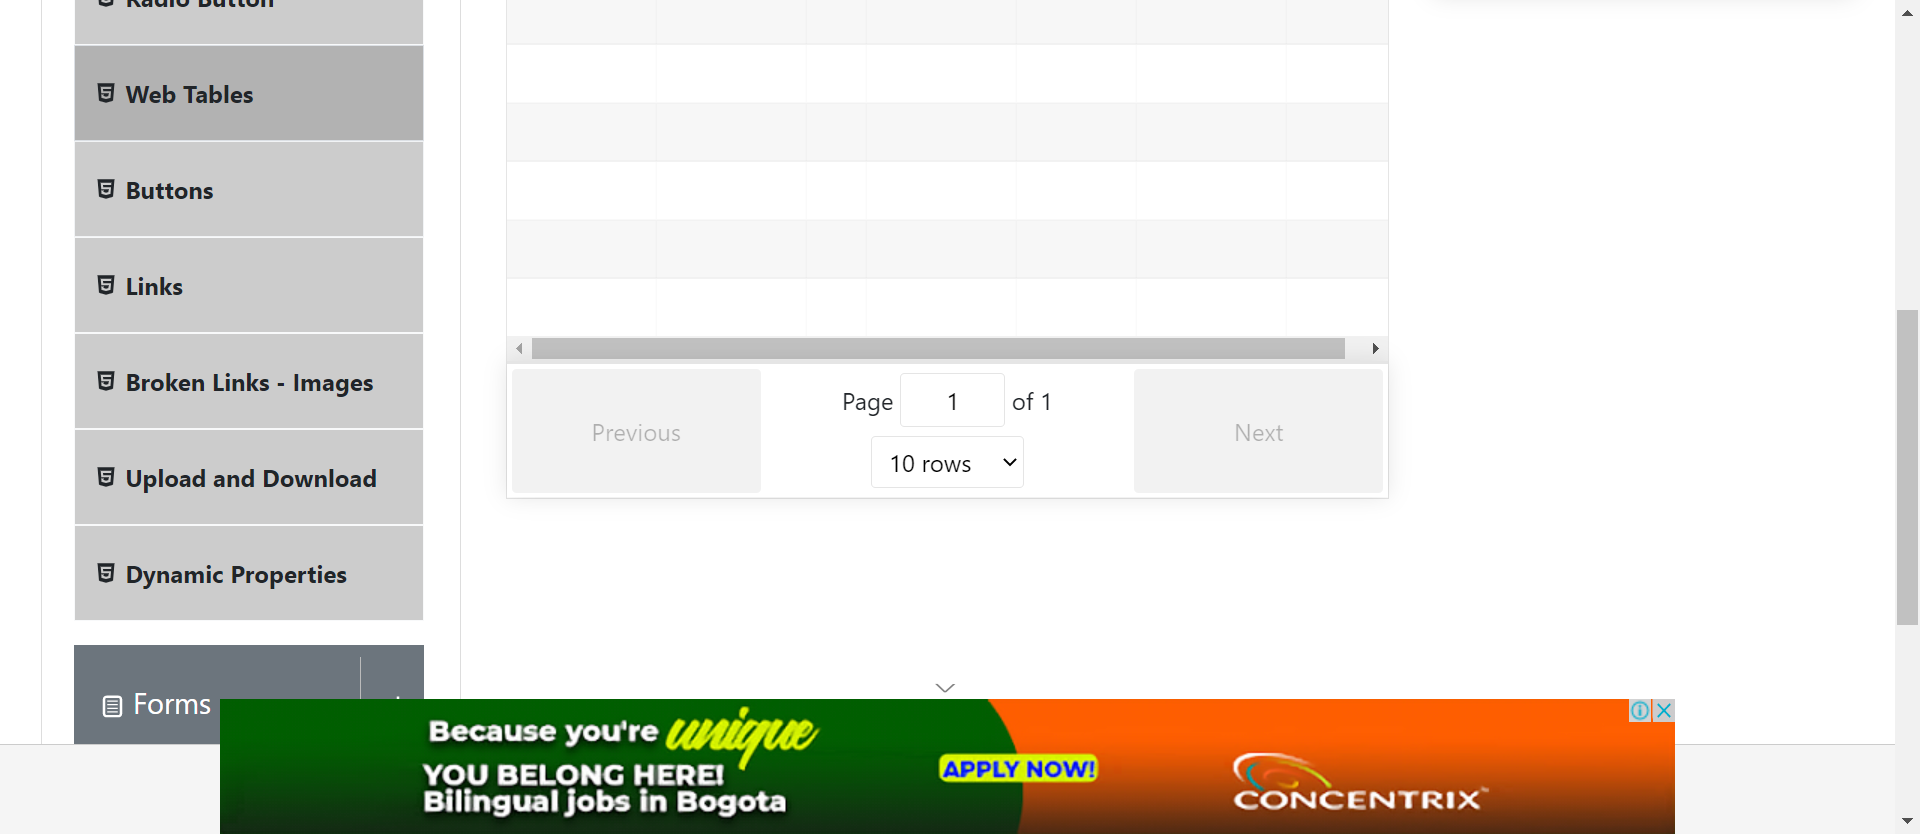 Radio Button
Web Tables
Buttons
Links
Broken Links - Images
Upload and Download
Dynamic Properties
Forms
Previous
Page 1 of 1
10 rows
Next
Because you're unique
YOU BELONG HERE!
Bilingual jobs in Bogota
APPLY NOW!
CONCENTRIX™